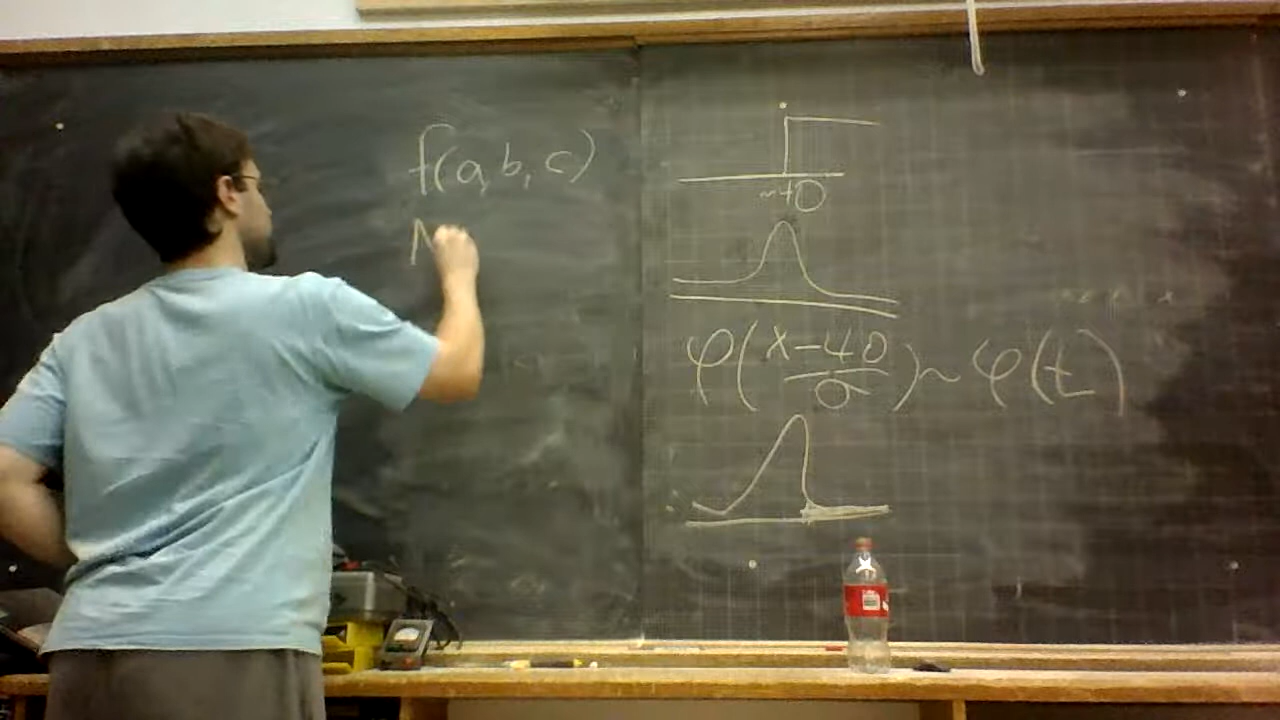 f(a, b, c)
~40
φ(x-40/σ) ~ φ(t)